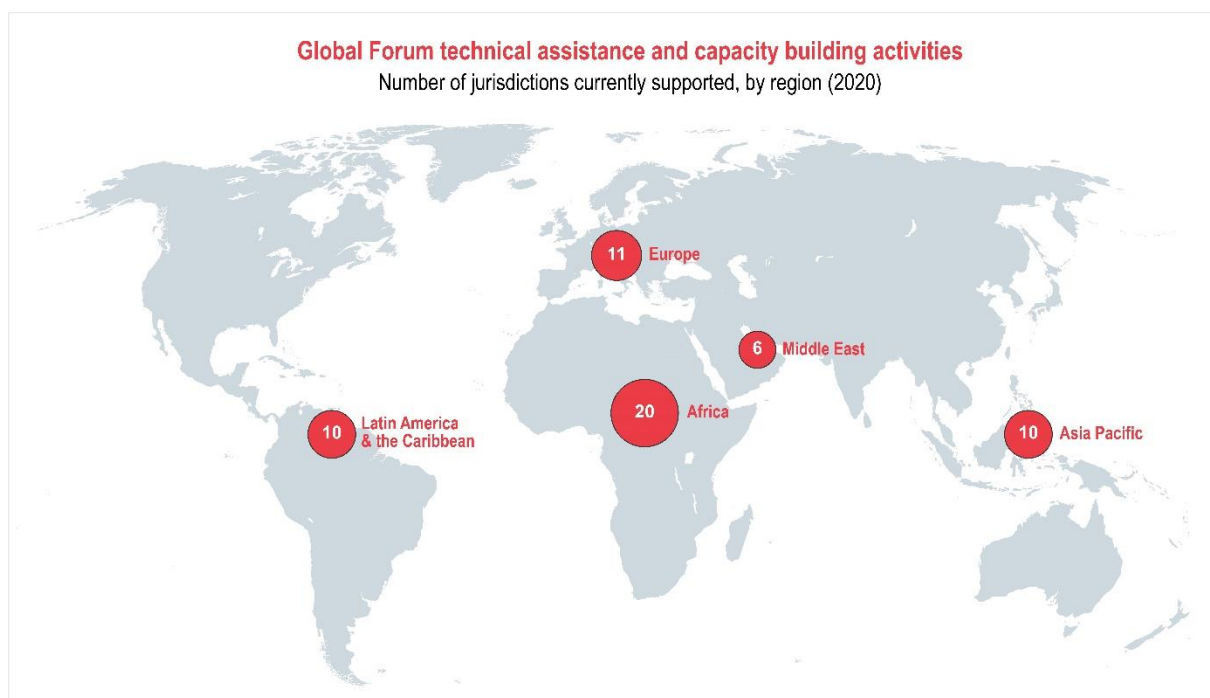 Global Forum technical assistance and capacity building activities
Number of jurisdictions currently supported, by region (2020)
11 Europe
6 Middle East
20 Africa
10 Latin America
& the Caribbean
10 Asia Pacific